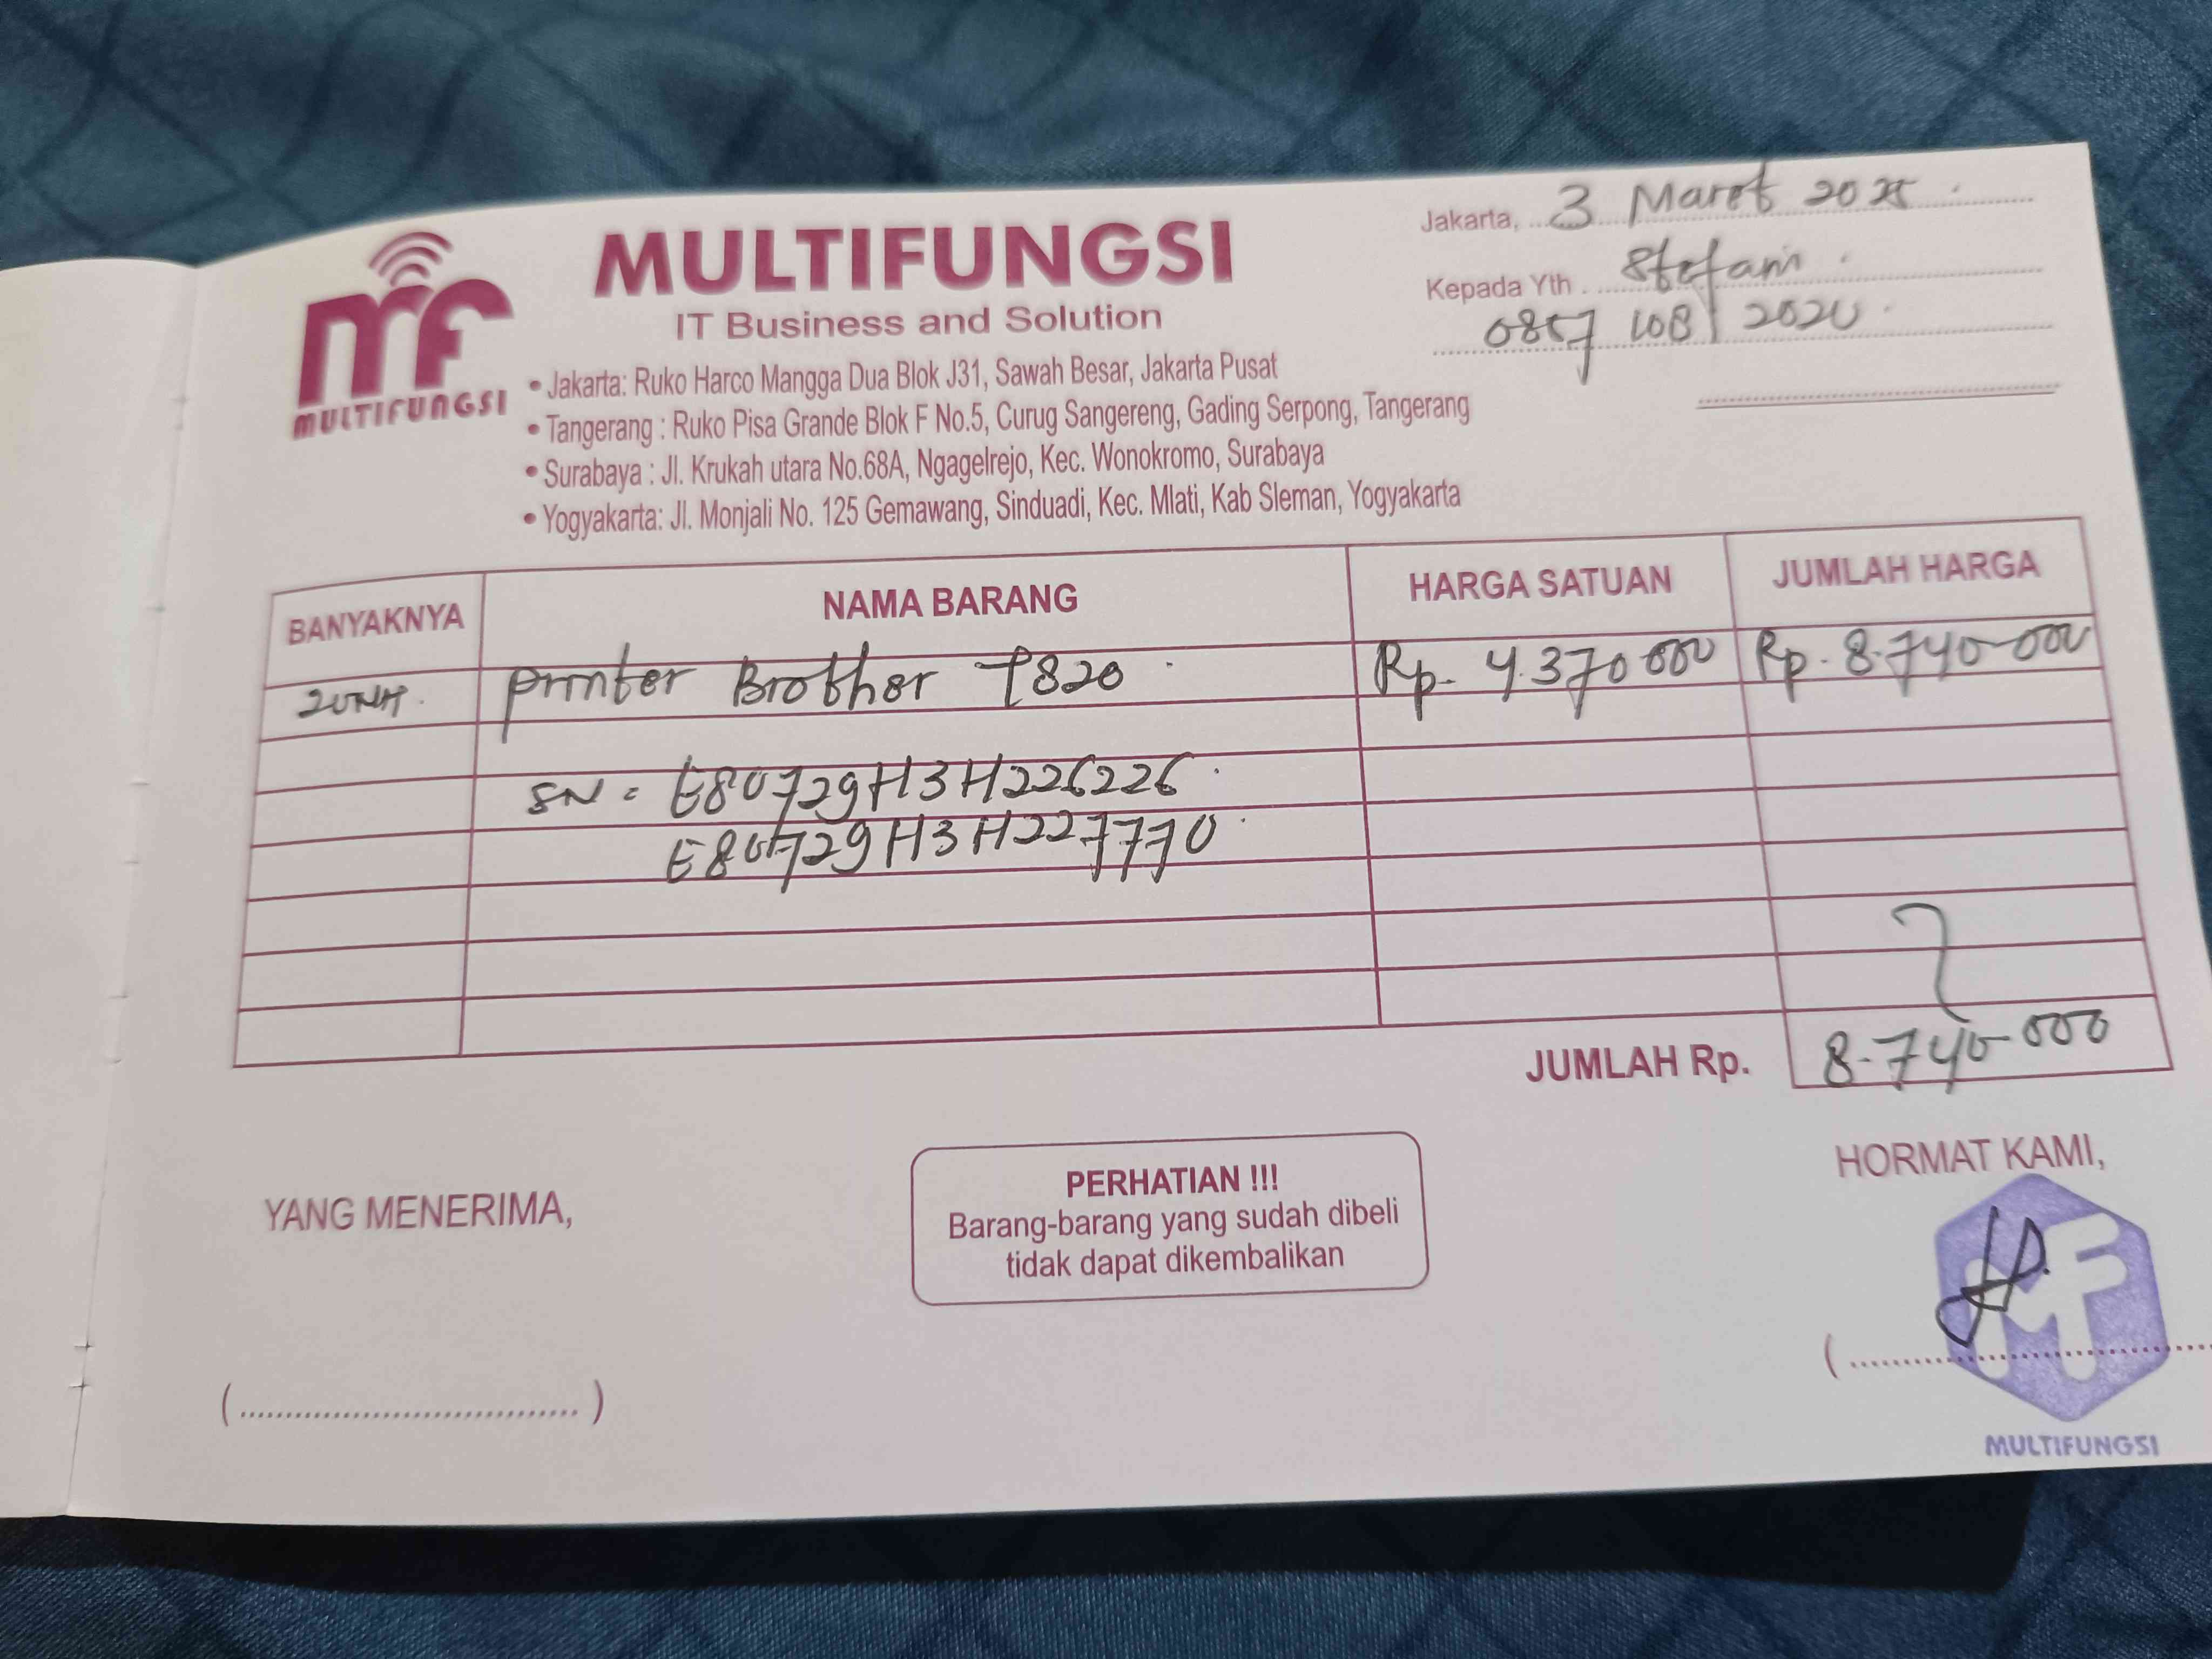 MULTIFUNGSI
MULTIFUNGSI
IT Business and Solution
• Jakarta: Ruko Harco Mangga Dua Blok J31, Sawah Besar, Jakarta Pusat
• Tangerang : Ruko Pisa Grande Blok F No.5, Curug Sangereng, Gading Serpong, Tangerang
• Surabaya : Jl. Krukah utara No.68A, Ngagelrejo, Kec. Wonokromo, Surabaya
• Yogyakarta: Jl. Monjali No. 125 Gemawang, Sinduadi, Kec. Mlati, Kab Sleman, Yogyakarta
Jakarta, 3 Maret 2025
Kepada Yth. Stefani
BANYAKNYA NAMA BARANG HARGA SATUAN JUMLAH HARGA
2 UNIT Printer Brother T820 Rp. 4.370 000 Rp. 8.740.000
SN = E80729H3H226226
E80729H3H227770
JUMLAH Rp. 8.740.000
YANG MENERIMA,
PERHATIAN !!!
Barang-barang yang sudah dibeli
tidak dapat dikembalikan
HORMAT KAMI,
MF
MULTIFUNGSI